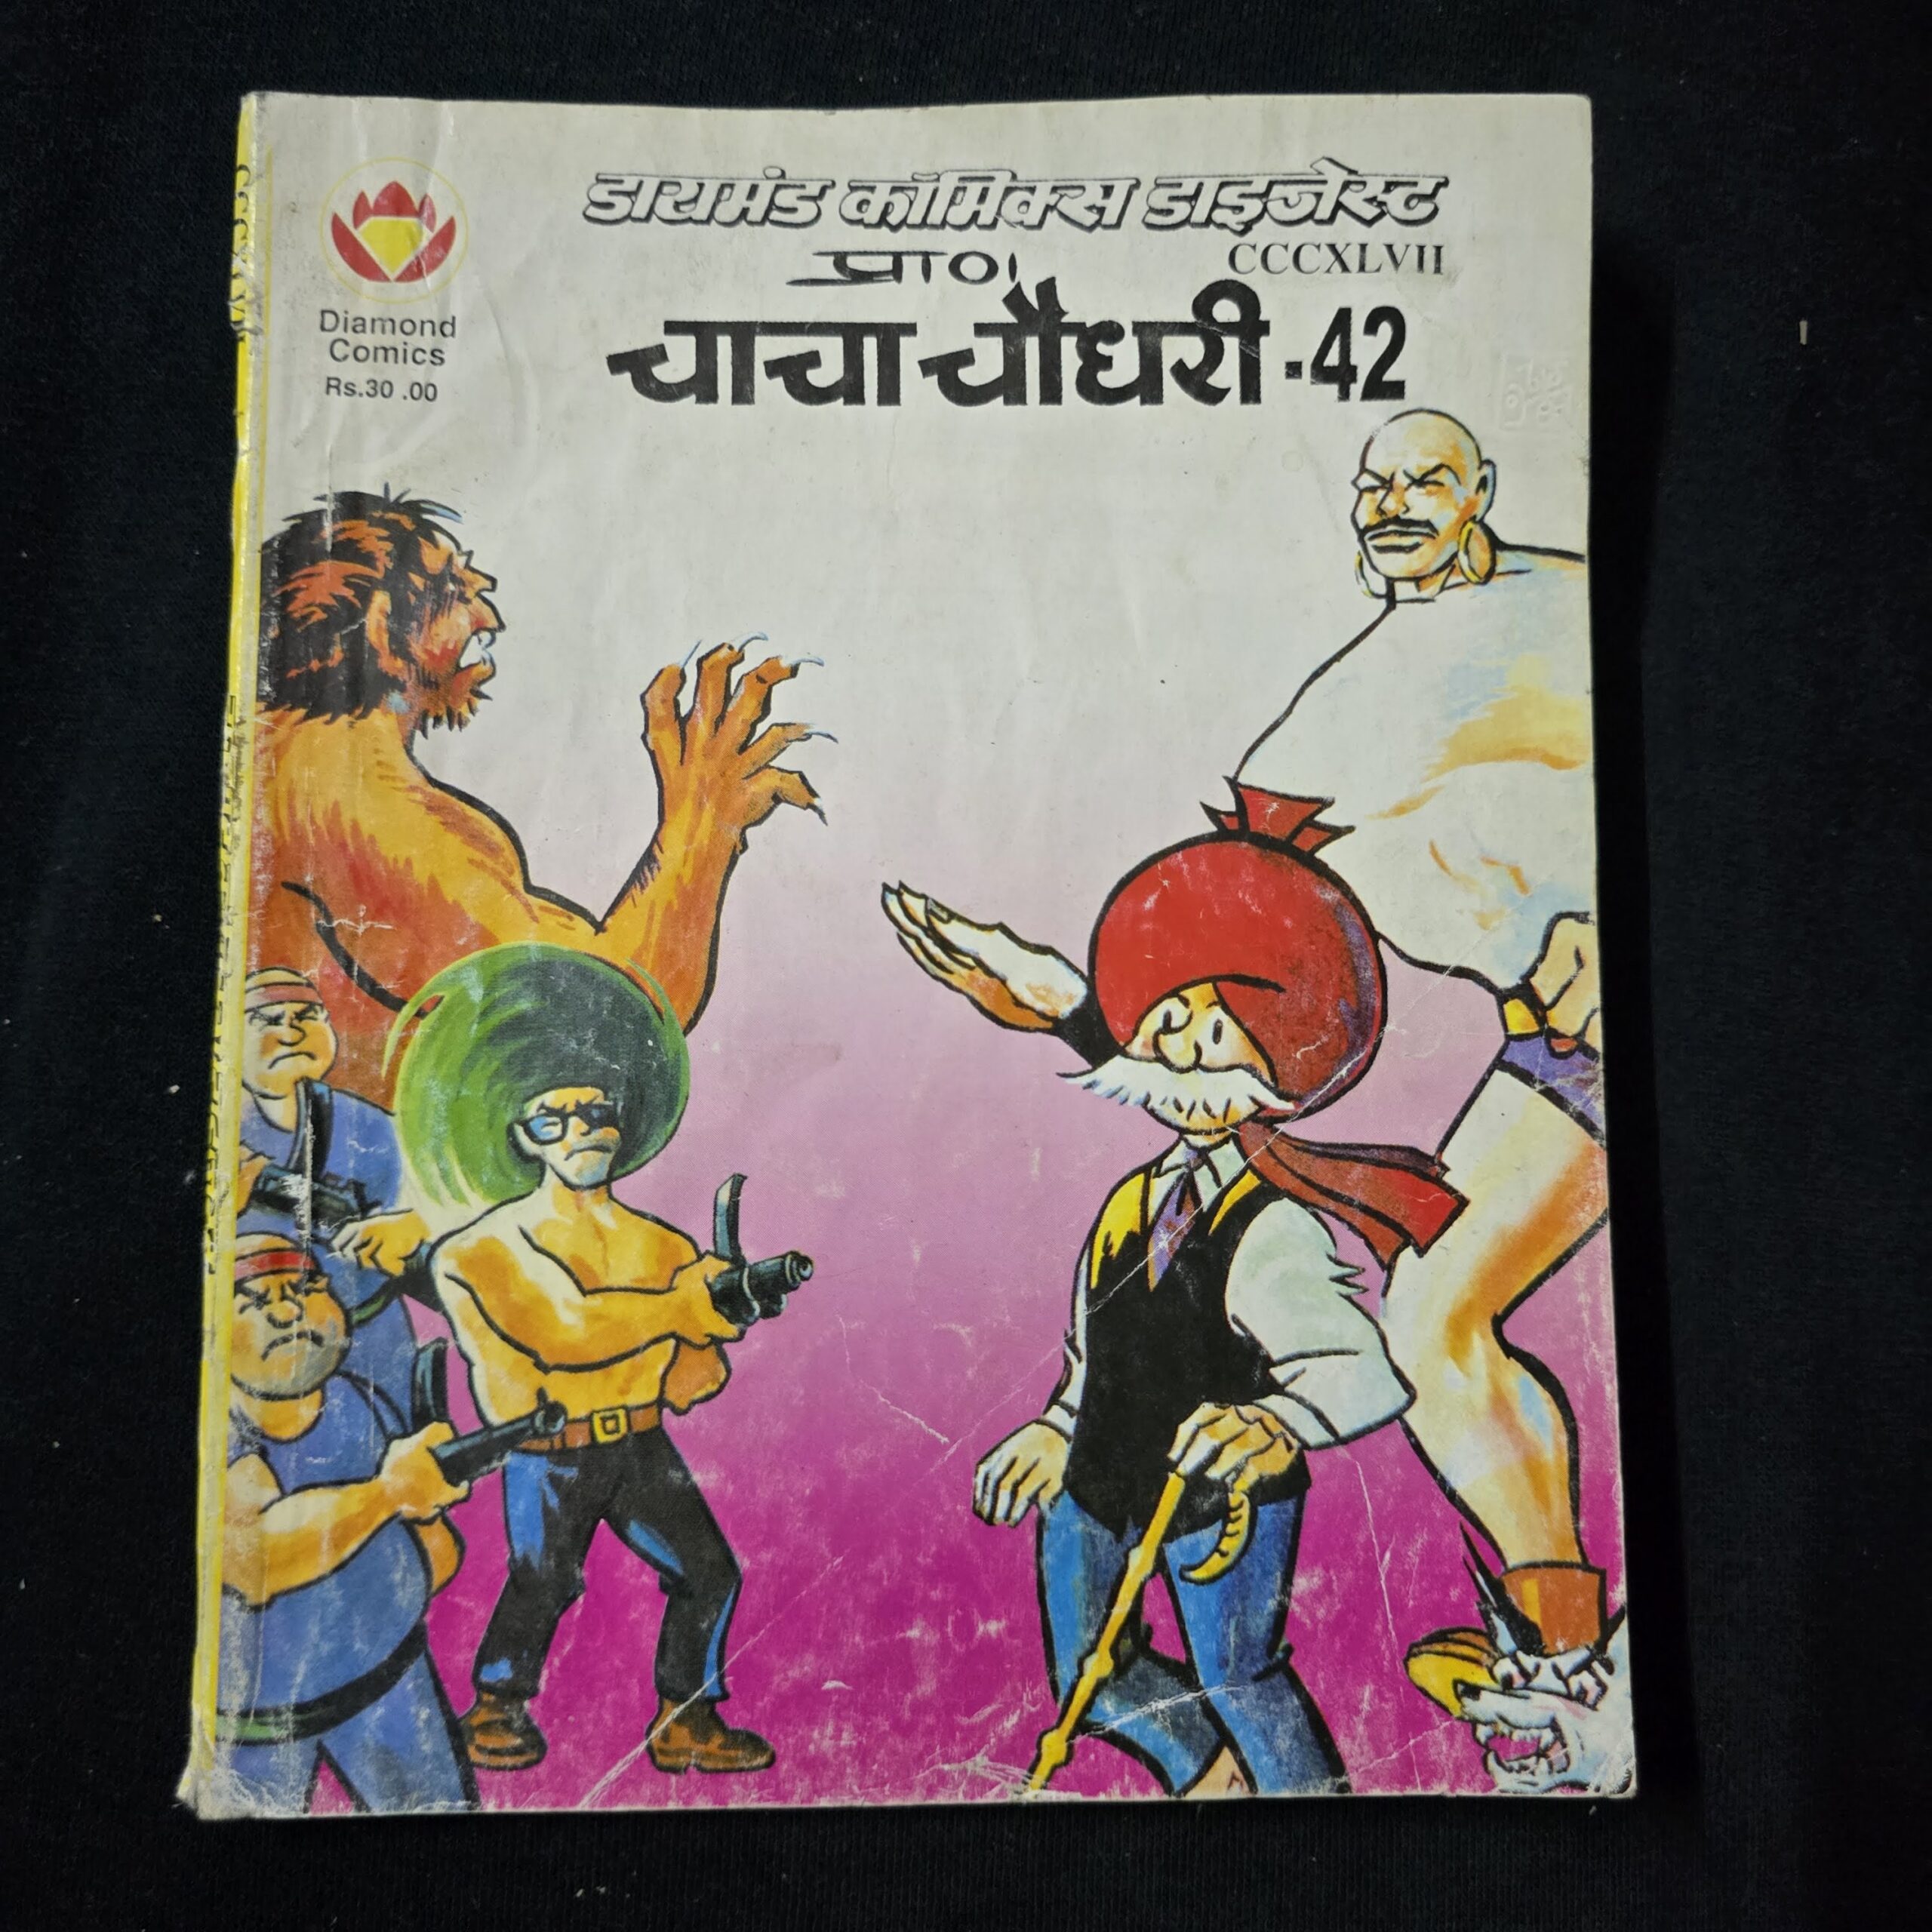 डायमंड कॉमिक्स डाइजेस्ट
CCCXLVII
प्राण
चाचा चौधरी -42
Diamond
Comics
Rs.30 .00